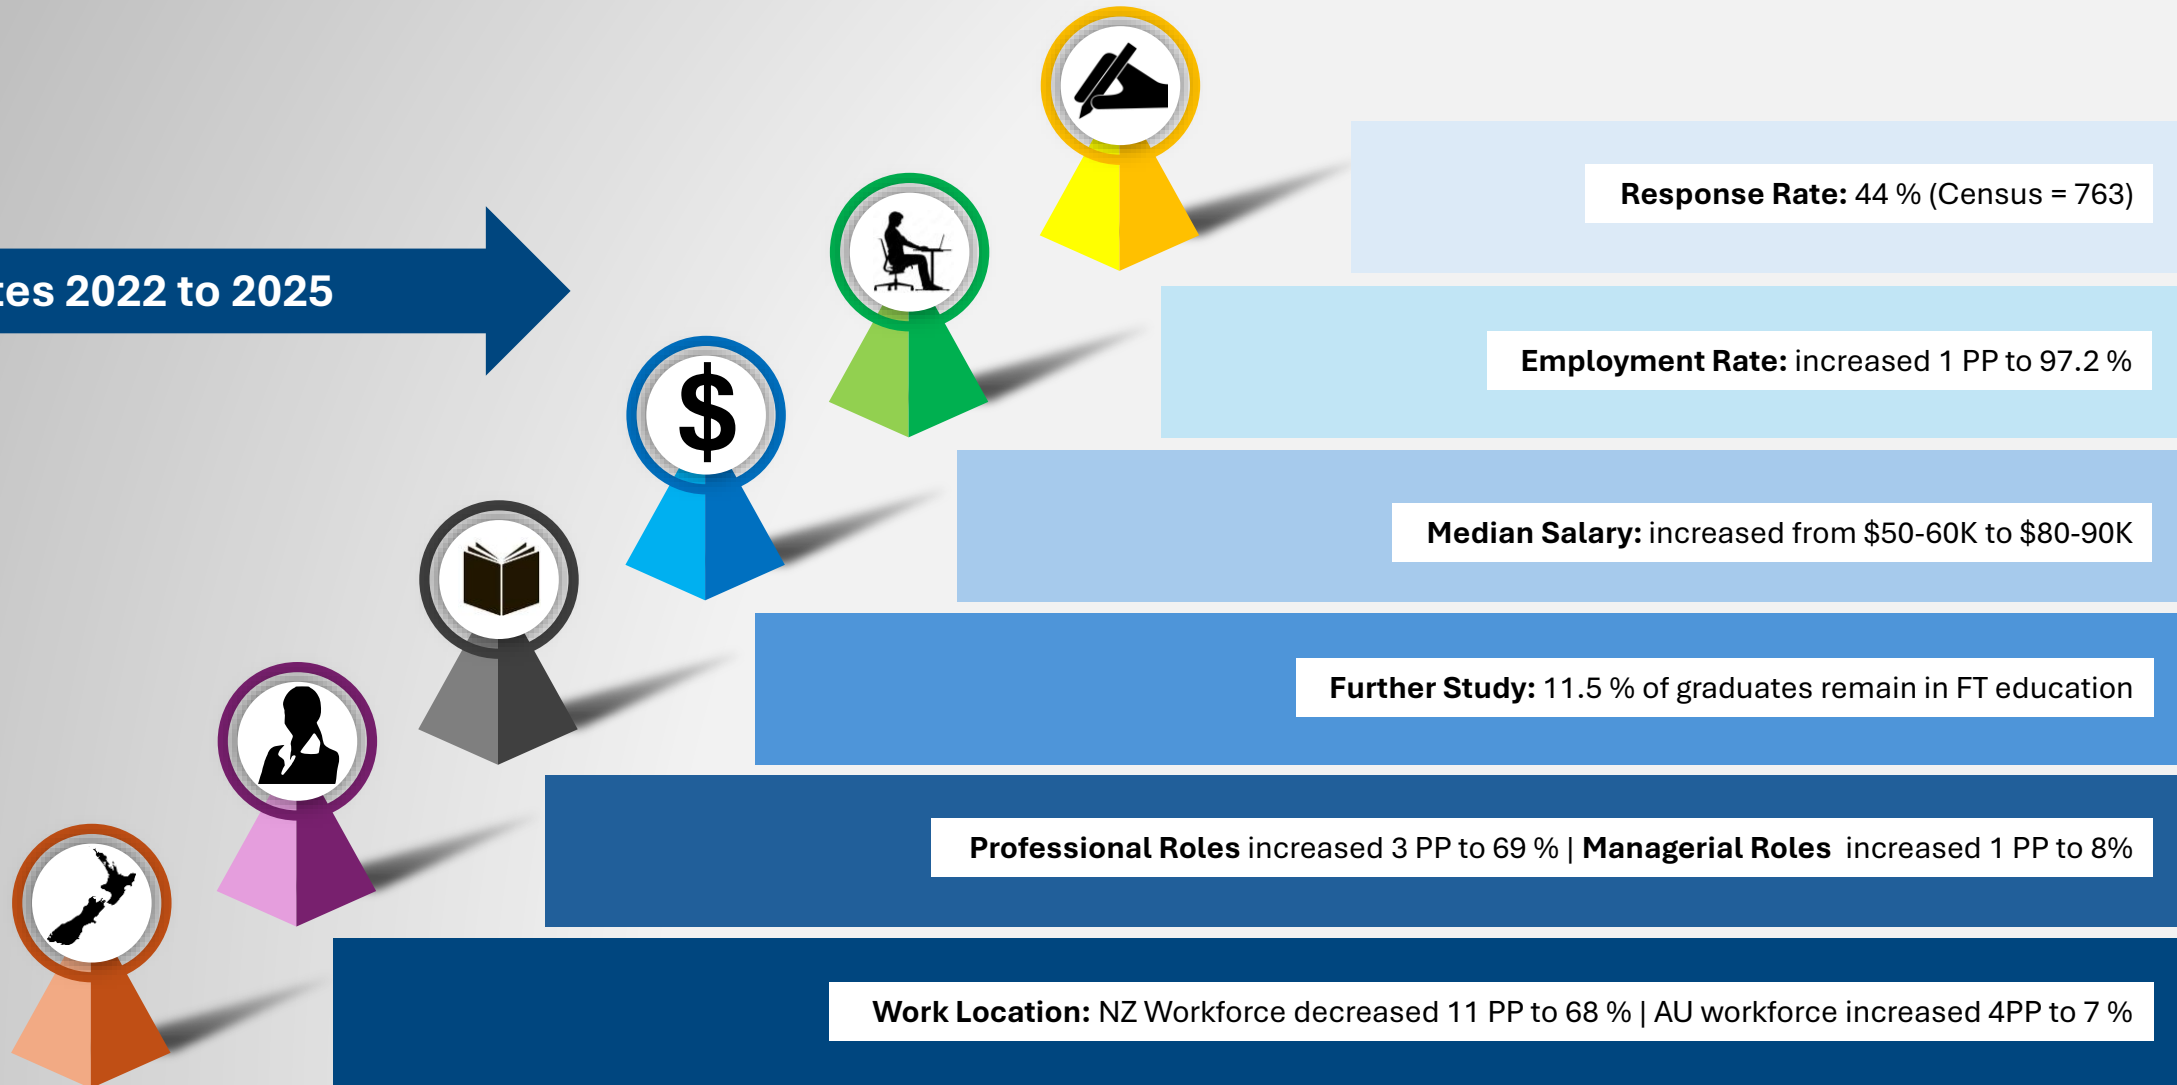 Response Rate: 44 % (Census = 763)
tes 2022 to 2025
Employment Rate: increased 1 PP to 97.2 %
$
Median Salary: increased from $50-60K to $80-90K
Further Study: 11.5 % of graduates remain in FT education
Professional Roles increased 3 PP to 69 % | Managerial Roles increased 1 PP to 8%
Work Location: NZ Workforce decreased 11 PP to 68 % | AU workforce increased 4PP to 7 %